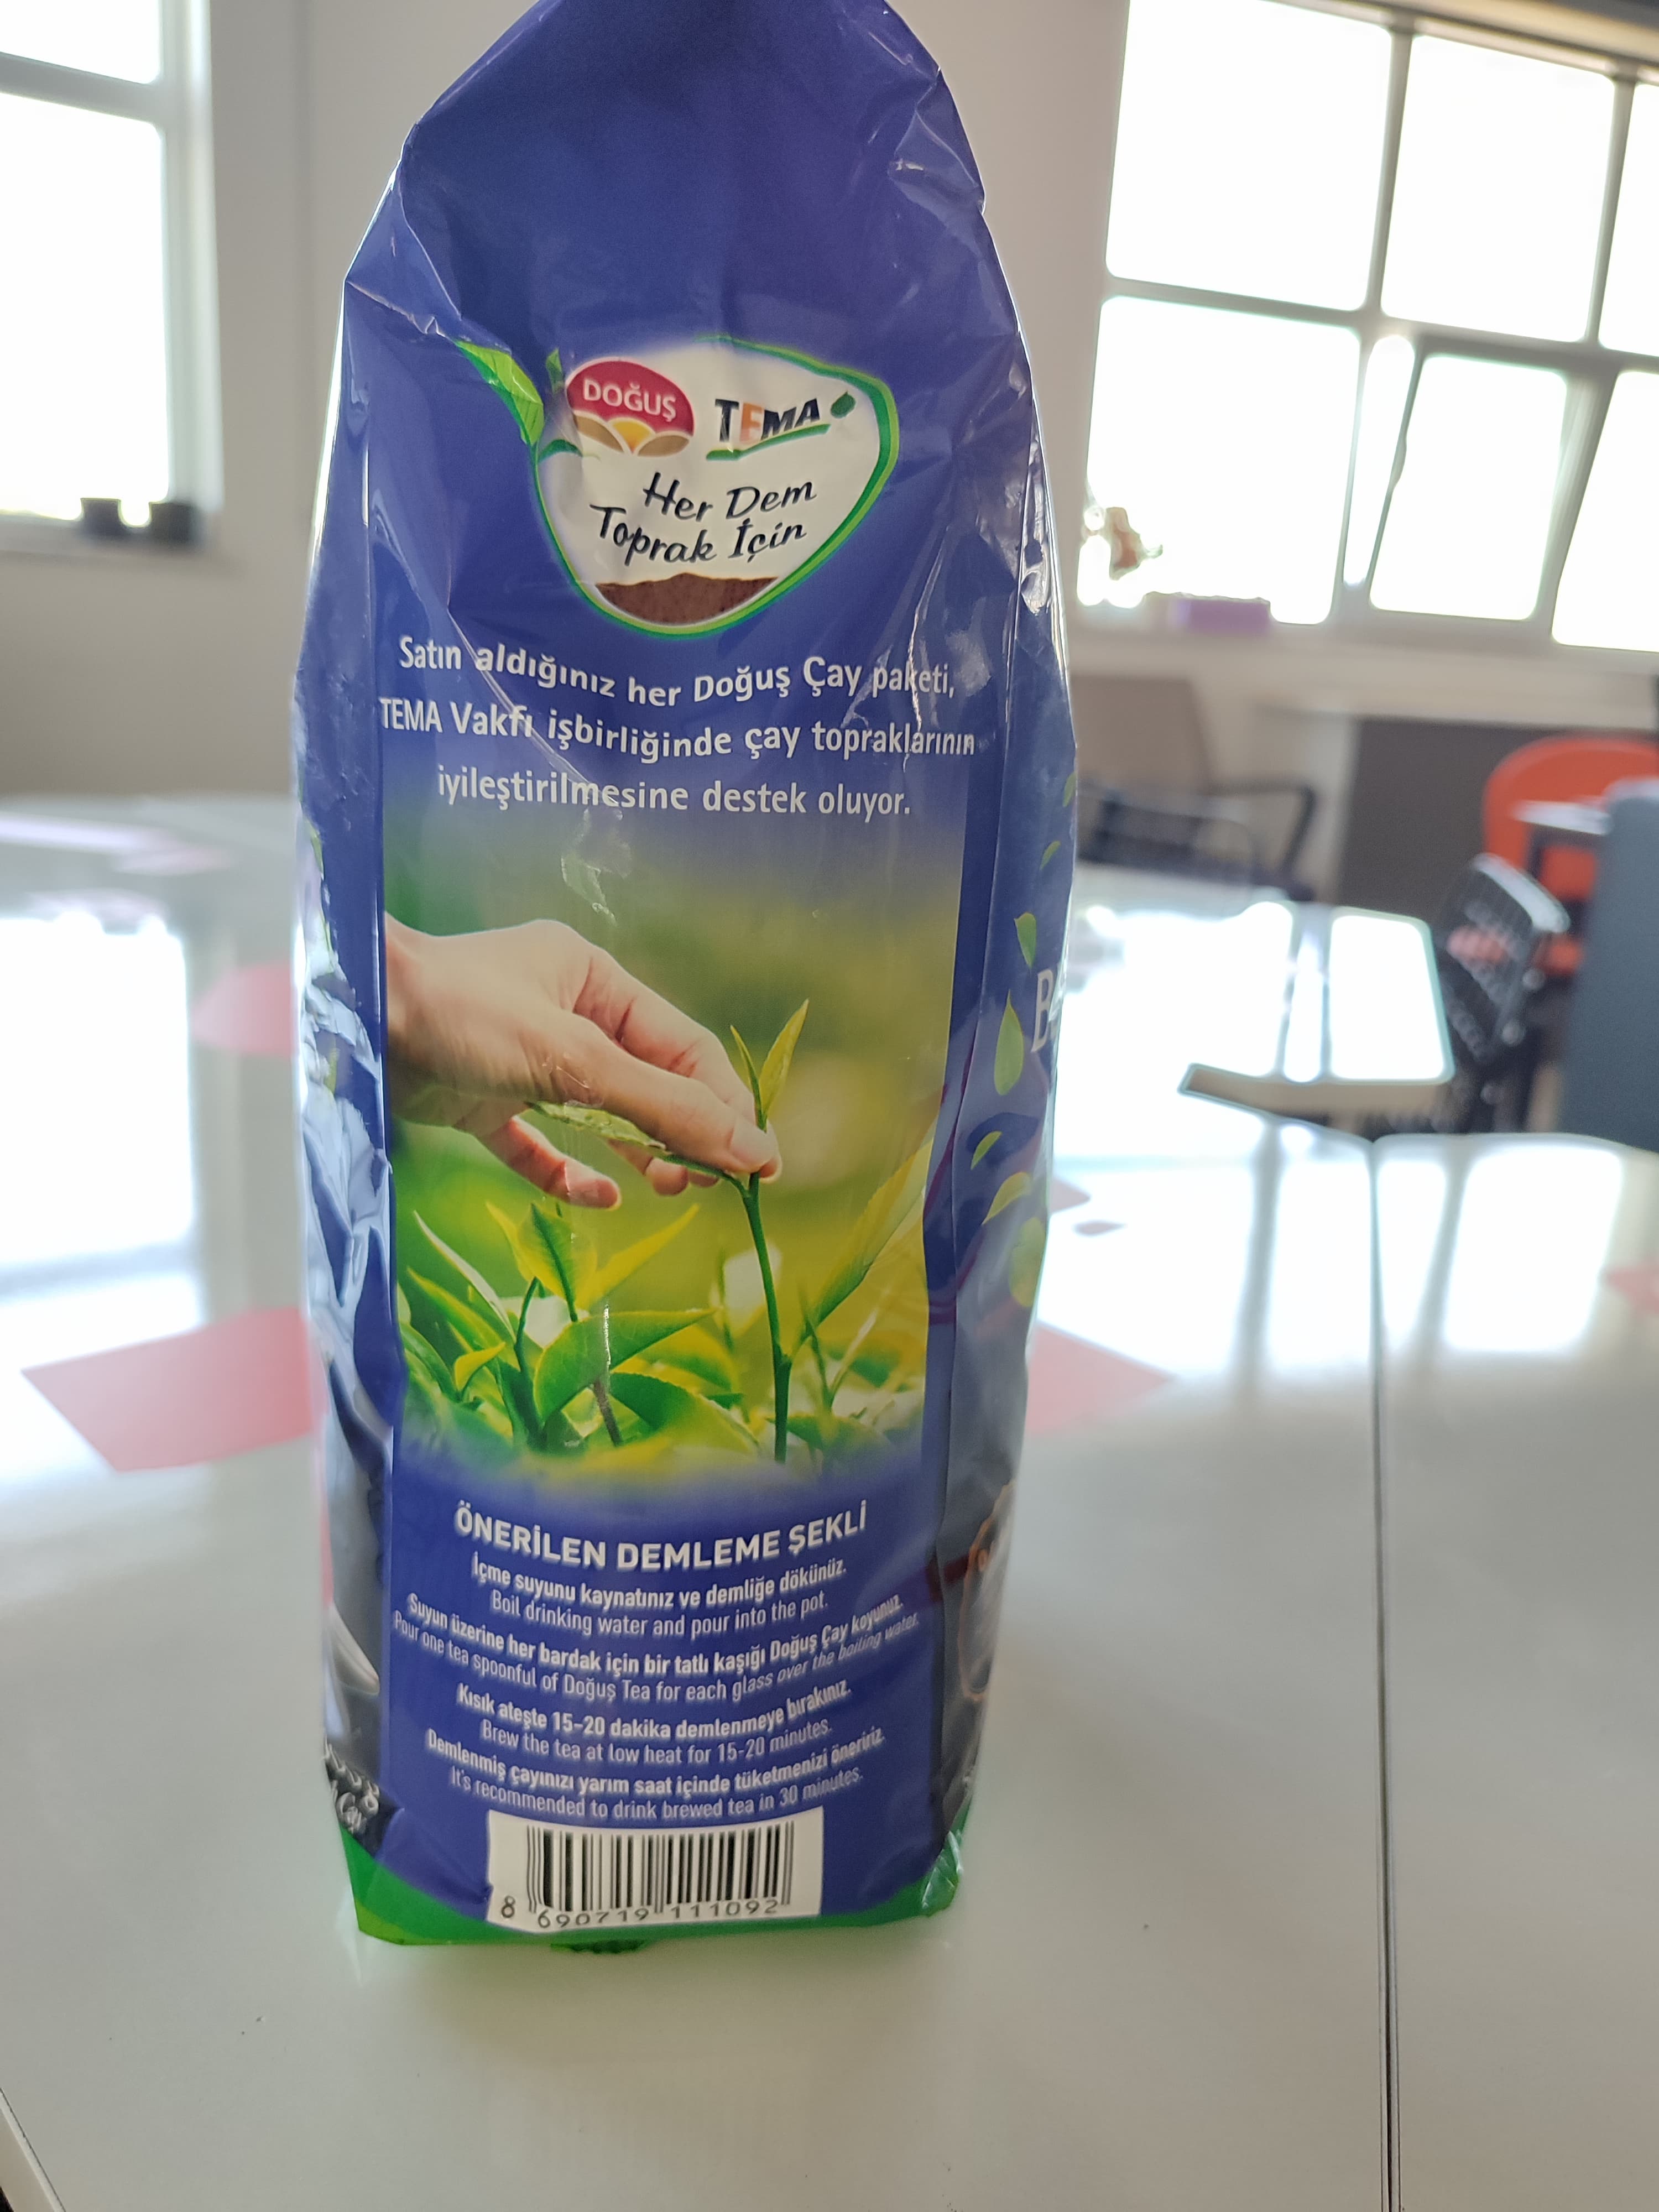 DOĞUŞ
TEMA
Her Dem
Toprak İçin
Satın aldığınız her Doğuş Çay paketi,
TEMA Vakfı işbirliğinde çay topraklarının
iyileştirilmesine destek oluyor.
ÖNERİLEN DEMLEME ŞEKLİ
İçme suyunu kaynatınız ve demliğe dökünüz.
Boil drinking water and pour into the pot.
Suyun üzerine her bardak için bir tatlı kaşığı Doğuş Çay koyunuz.
Pour one tea spoonful of Doğuş Tea for each glass over the boiling water.
Kısık ateşte 15-20 dakika demlenmeye bırakınız.
Brew the tea at low heat for 15-20 minutes.
Demlenmiş çayınızı yarım saat içinde tüketmenizi öneririz.
It's recommended to drink brewed tea in 30 minutes.
8 690719 111092